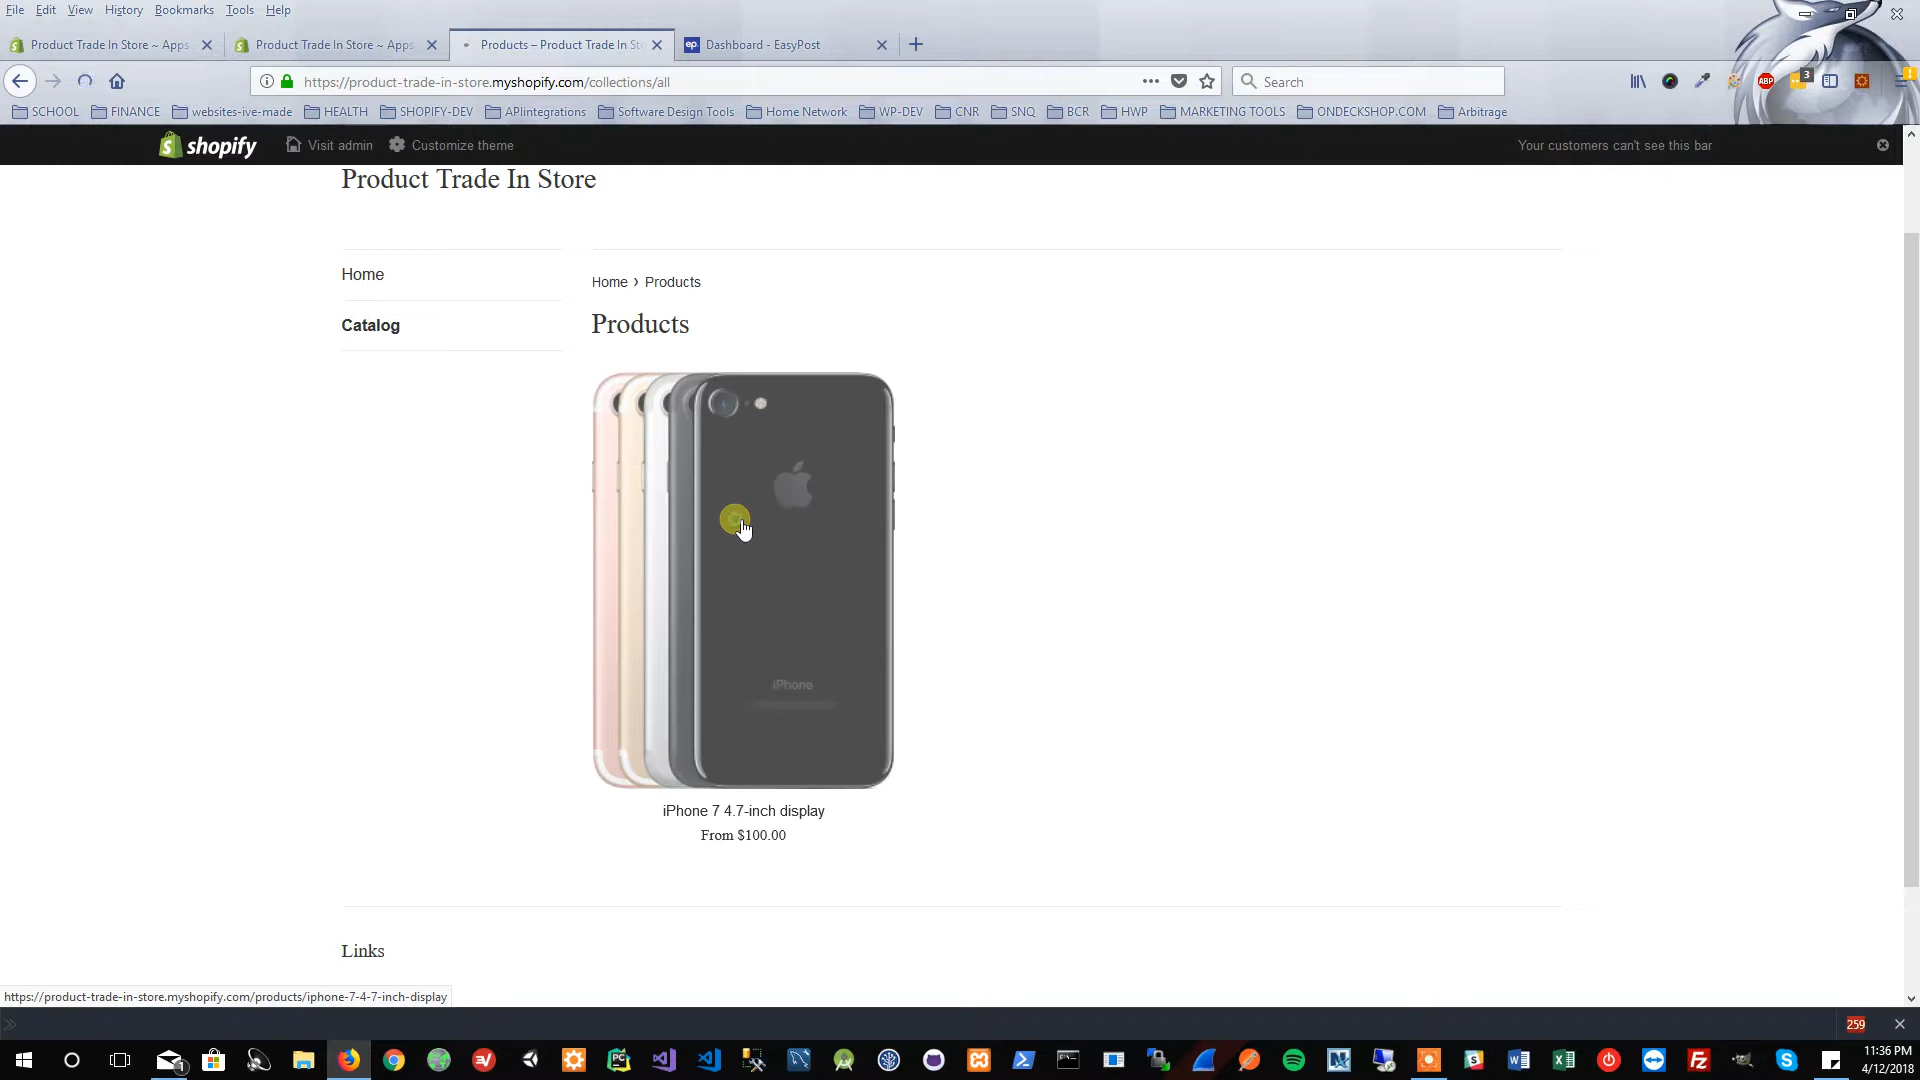 File Edit View History Bookmarks Tools Help
Product Trade In Store ~ Apps
Product Trade In Store ~ Apps
Products – Product Trade In St
ep. Dashboard - EasyPost
https://product-trade-in-store.myshopify.com/collections/all
Search
ABP
3
SCHOOL FINANCE websites-ive-made HEALTH SHOPIFY-DEV APIintegrations Software Design Tools Home Network WP-DEV CNR SNQ BCR HWP MARKETING TOOLS ONDECKSHOP.COM Arbitrage
shopify Visit admin Customize theme Your customers can't see this bar
Product Trade In Store
Home
Catalog
Home › Products
Products
iPhone
iPhone 7 4.7-inch display
From $100.00
Links
https://product-trade-in-store.myshopify.com/products/iphone-7-4-7-inch-display
259
11:36 PM
4/12/2018